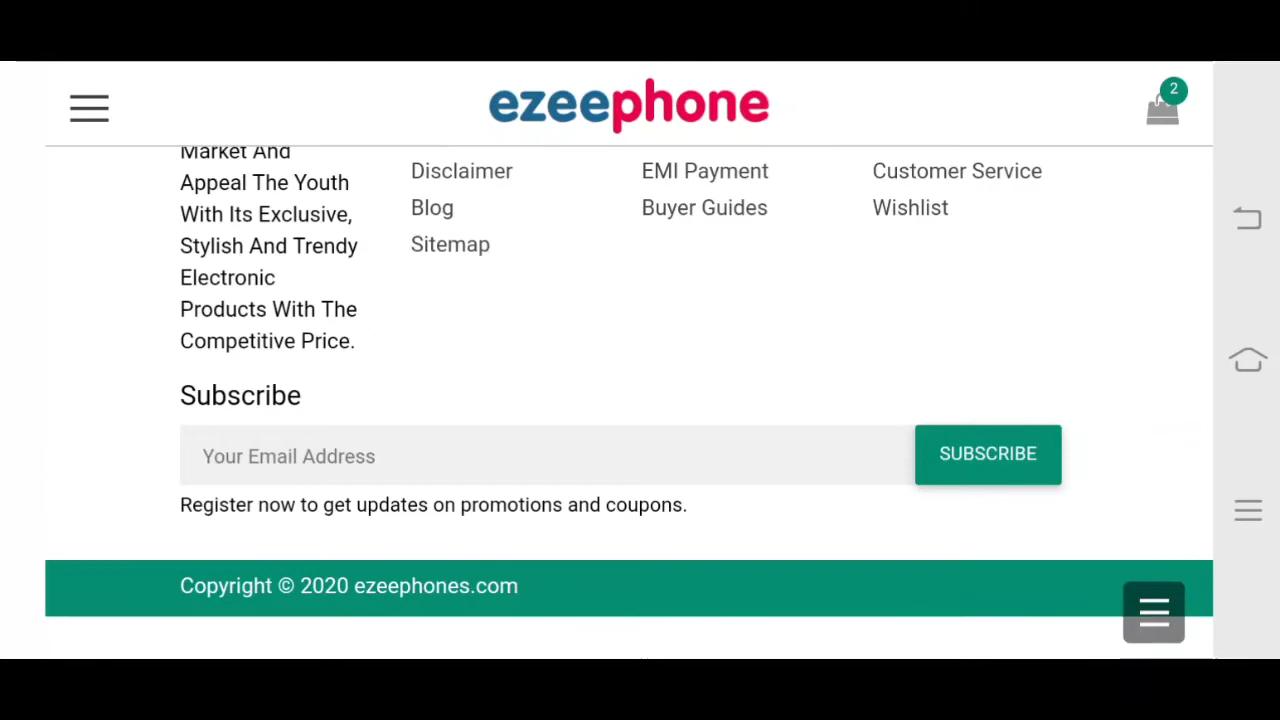 ezeephone
2
Market And
Appeal The Youth
With Its Exclusive,
Stylish And Trendy
Electronic
Products With The
Competitive Price.
Disclaimer
Blog
Sitemap
EMI Payment
Buyer Guides
Customer Service
Wishlist
Subscribe
Your Email Address
SUBSCRIBE
Register now to get updates on promotions and coupons.
Copyright © 2020 ezeephones.com